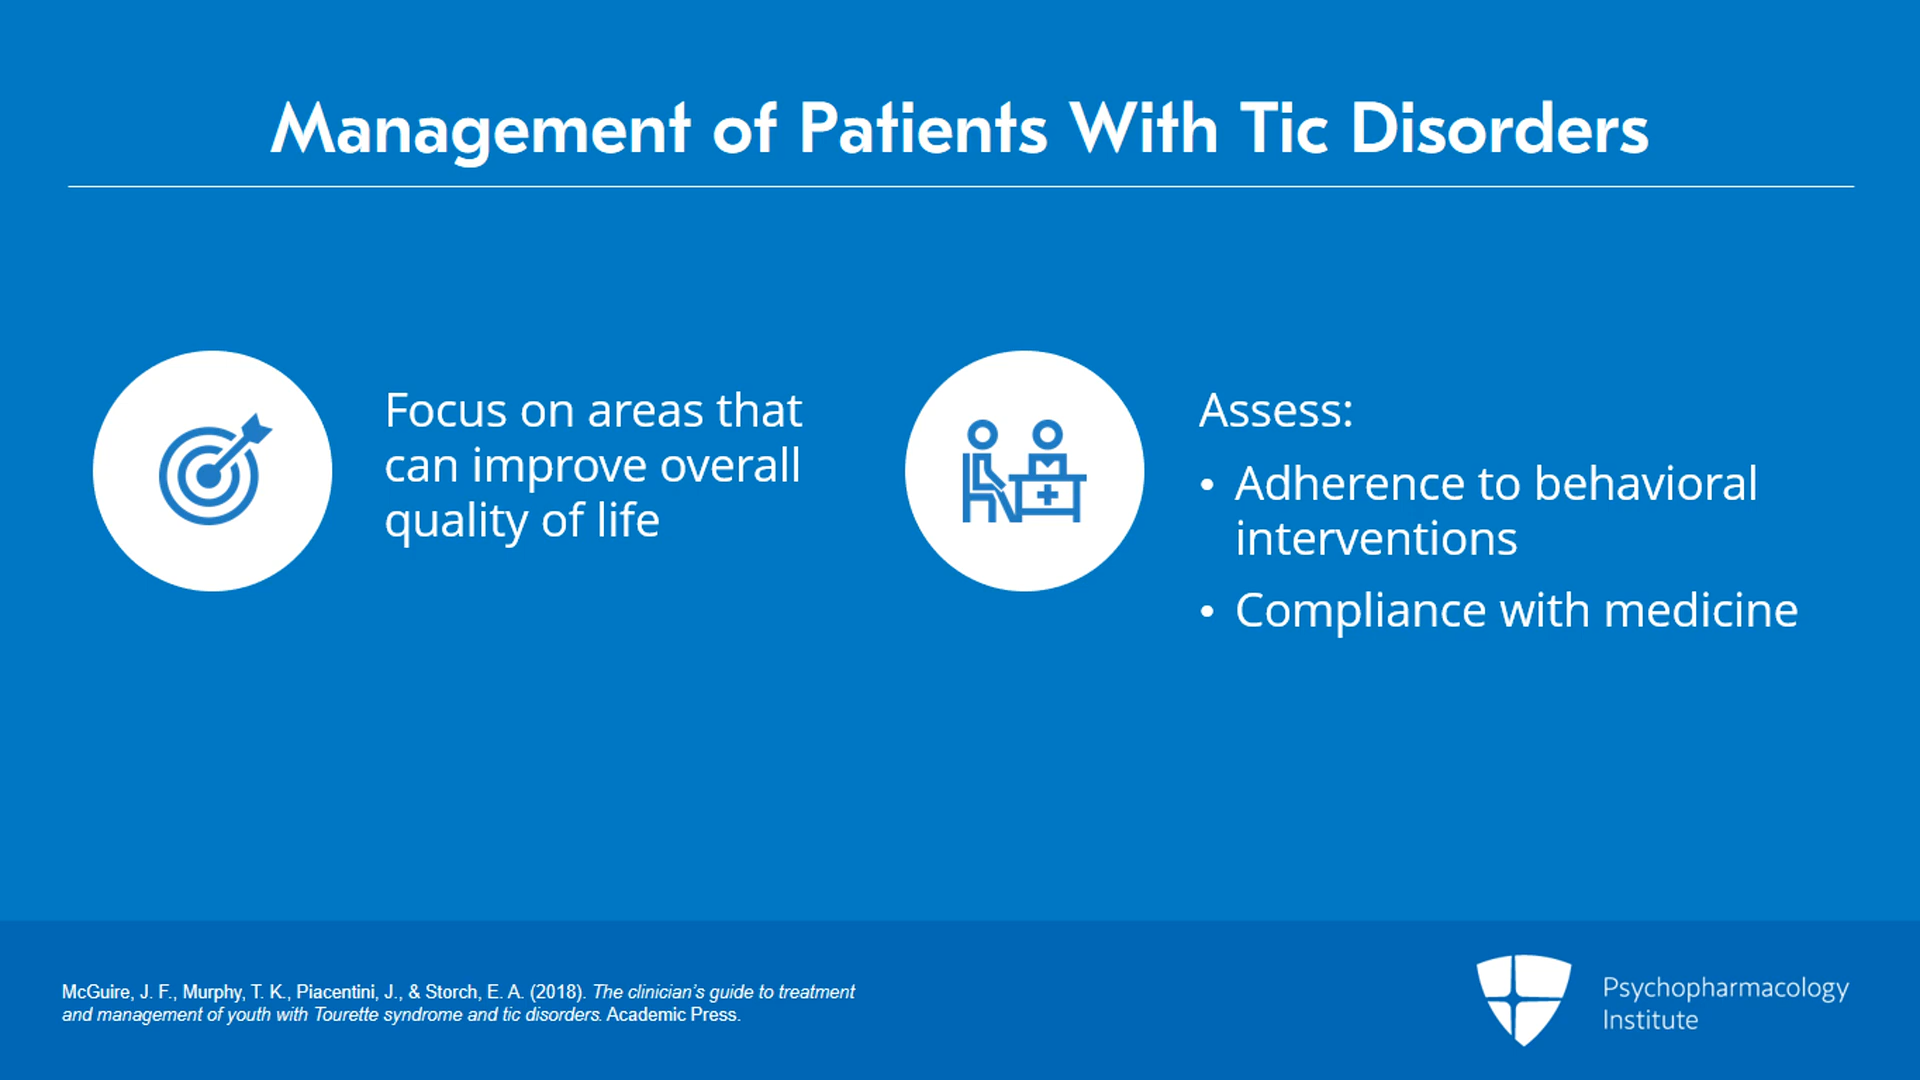 Management of Patients With Tic Disorders
Focus on areas that
can improve overall
quality of life
Assess:
• Adherence to behavioral
interventions
• Compliance with medicine
McGuire, J. F., Murphy, T. K., Piacentini, J., & Storch, E. A. (2018). The clinician’s guide to treatment
and management of youth with Tourette syndrome and tic disorders. Academic Press.
Psychopharmacology
Institute